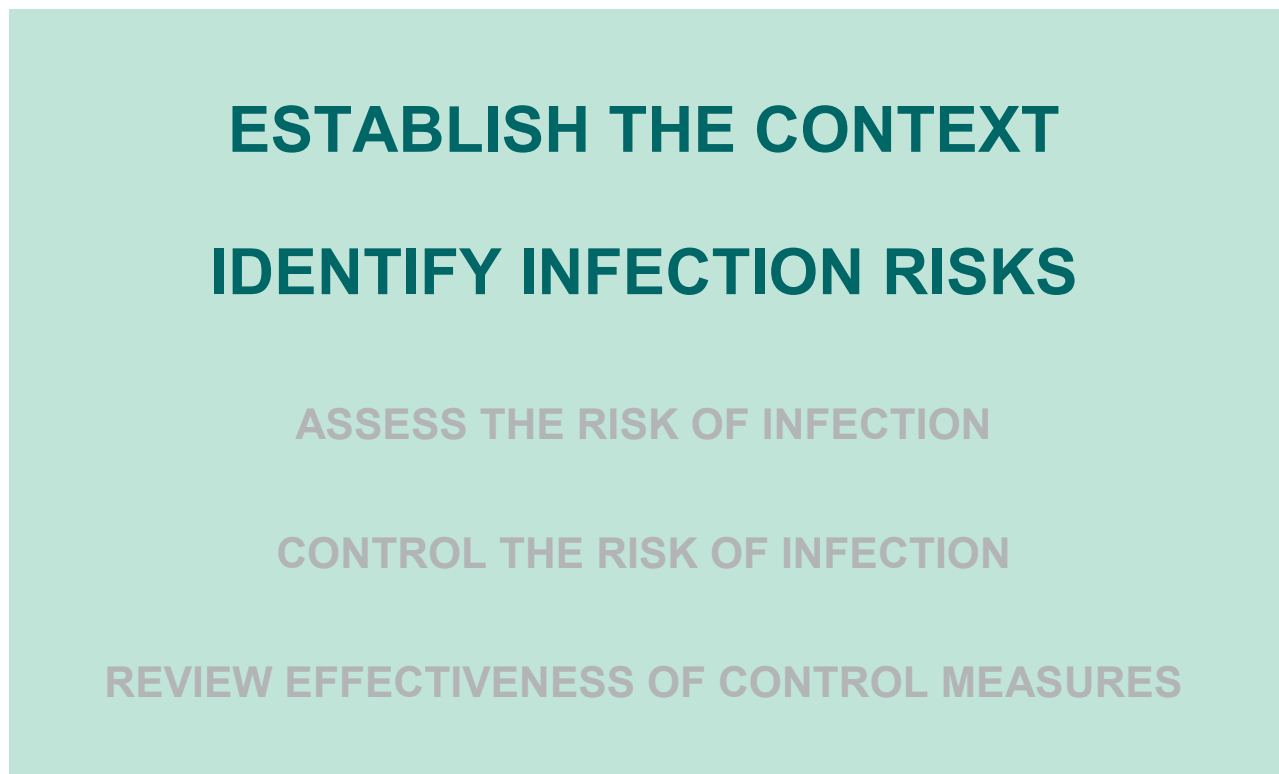 ESTABLISH THE CONTEXT
IDENTIFY INFECTION RISKS
ASSESS THE RISK OF INFECTION
CONTROL THE RISK OF INFECTION
REVIEW EFFECTIVENESS OF CONTROL MEASURES